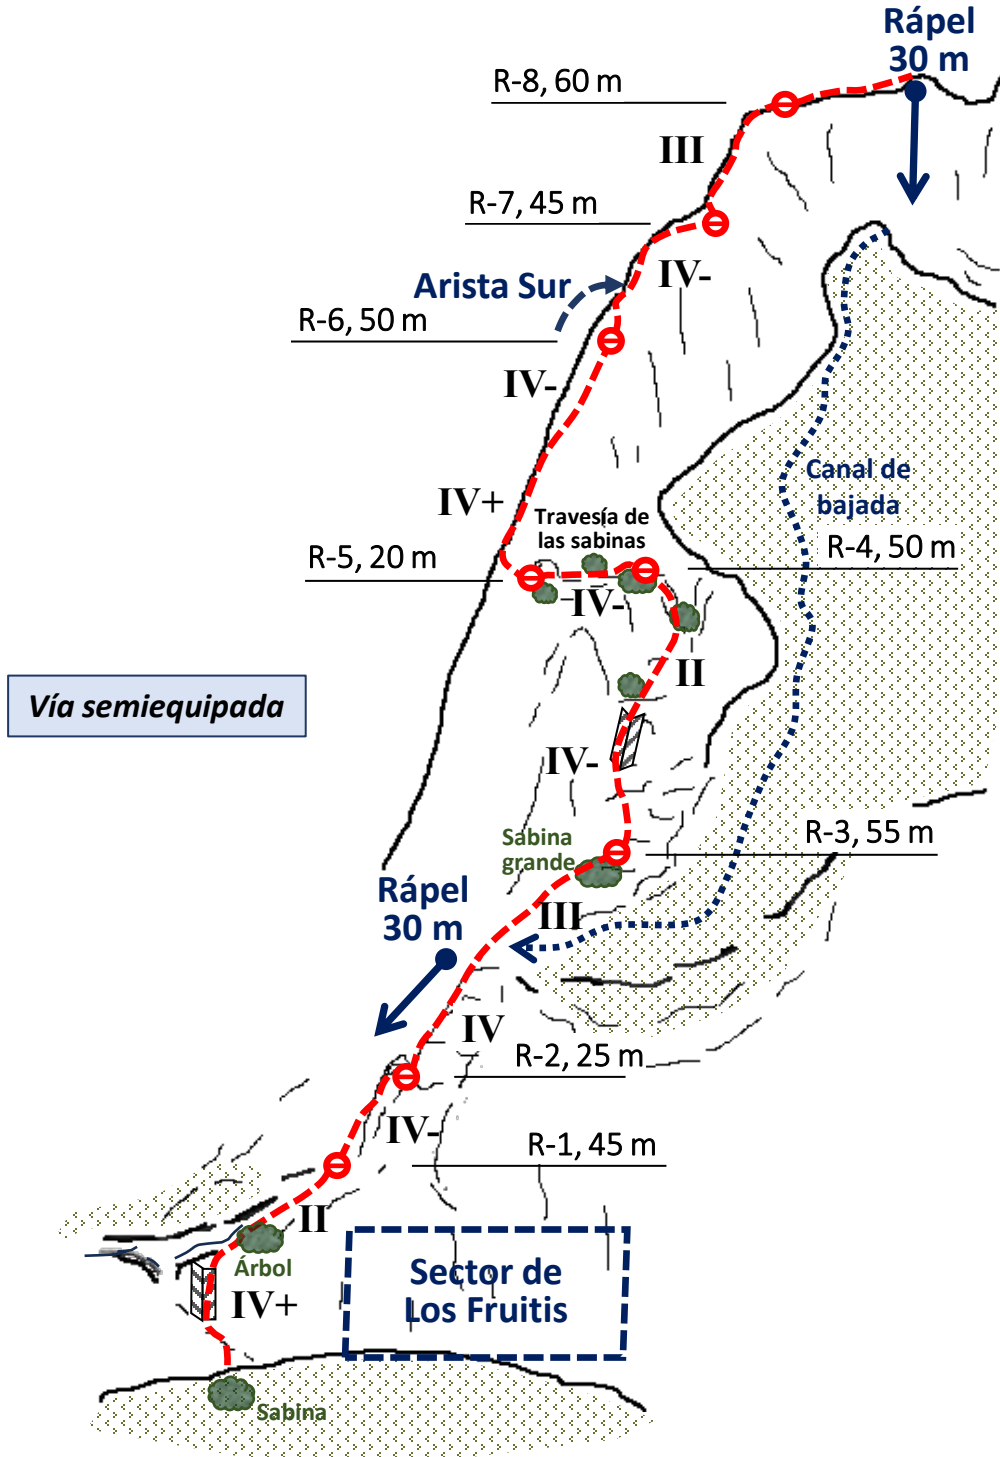 Rápel
30 m
R-8, 60 m
III
R-7, 45 m
IV-
Arista Sur
R-6, 50 m
IV-
IV+
Travesía de
las sabinas
Canal de
bajada
R-4, 50 m
R-5, 20 m
IV-
II
Vía semiequipada
IV-
R-3, 55 m
Sabina
grande
Rápel
30 m
III
IV
R-2, 25 m
IV-
R-1, 45 m
II
Árbol
IV+
Sector de
Los Fruitis
Sabina